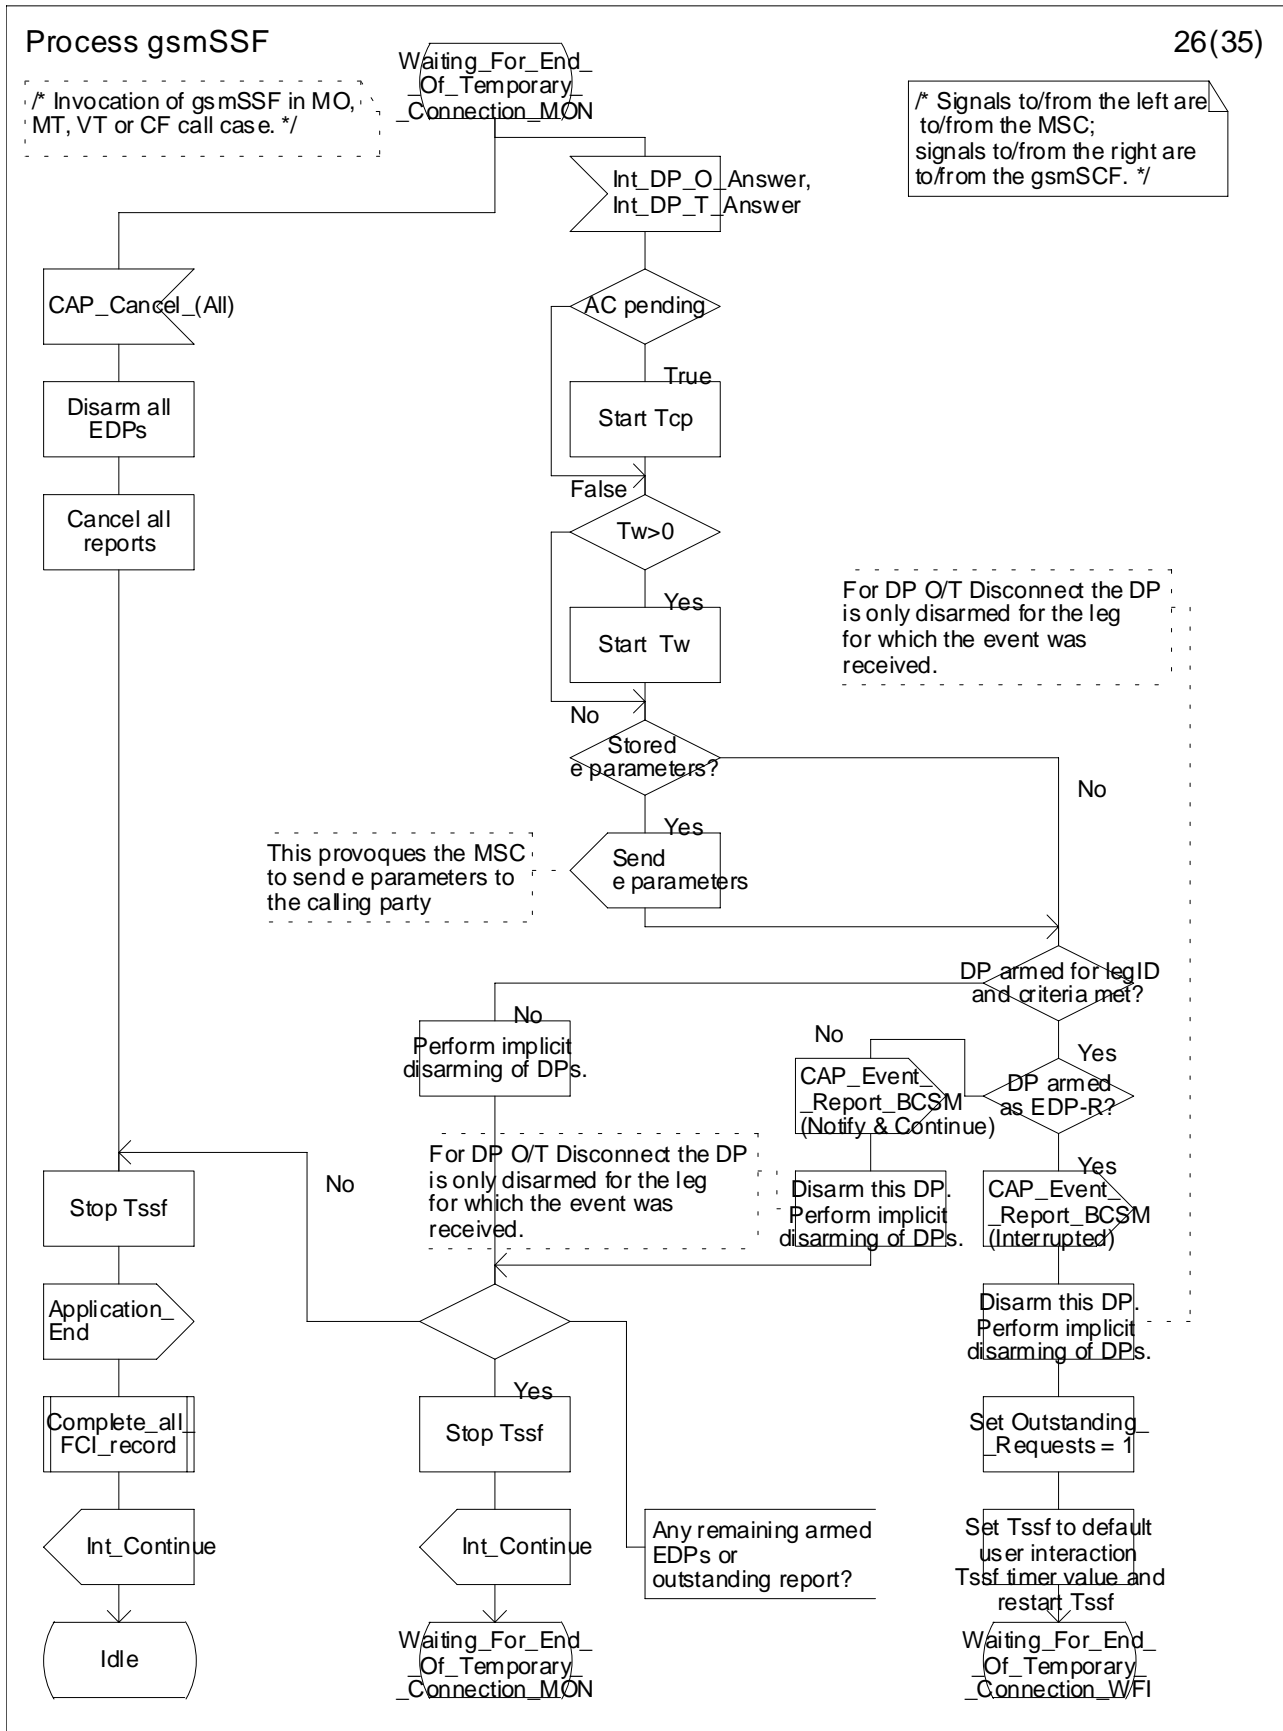 Process gsmSSF
26(35)
Waiting_For_End_
_Of_Temporary_
_Connection_MON
/* Invocation of gsmSSF in MO,
MT, VT or CF call case. */
/* Signals to/from the left are
to/from the MSC;
signals to/from the right are
to/from the gsmSCF. */
Int_DP_O_Answer,
Int_DP_T_Answer
CAP_Cancel_(All)
AC pending
True
Disarm all
EDPs
Start Tcp
False
Cancel all
reports
Tw>0
Yes
Start Tw
No
For DP O/T Disconnect the DP
is only disarmed for the leg
for which the event was
received.
Stored
e parameters?
No
Yes
This provoques the MSC
to send e parameters to
the calling party
Send
e parameters
DP armed for legID
and criteria met?
No
Perform implicit
disarming of DPs.
No
Yes
CAP_Event_
_Report_BCSM
(Notify & Continue)
DP armed
as EDP-R?
Yes
For DP O/T Disconnect the DP
is only disarmed for the leg
for which the event was
received.
No
Stop Tssf
Disarm this DP.
Perform implicit
disarming of DPs.
CAP_Event_
_Report_BCSM
(Interrupted)
Application_
End
Disarm this DP.
Perform implicit
disarming of DPs.
Yes
Complete_all_
FCI_record
Stop Tssf
Set Outstanding_
_Requests = 1
Int_Continue
Int_Continue
Any remaining armed
EDPs or
outstanding report?
Set Tssf to default
user interaction
Tssf timer value and
restart Tssf
Idle
Waiting_For_End_
_Of_Temporary_
_Connection_MON
Waiting_For_End_
_Of_Temporary_
_Connection_WFI